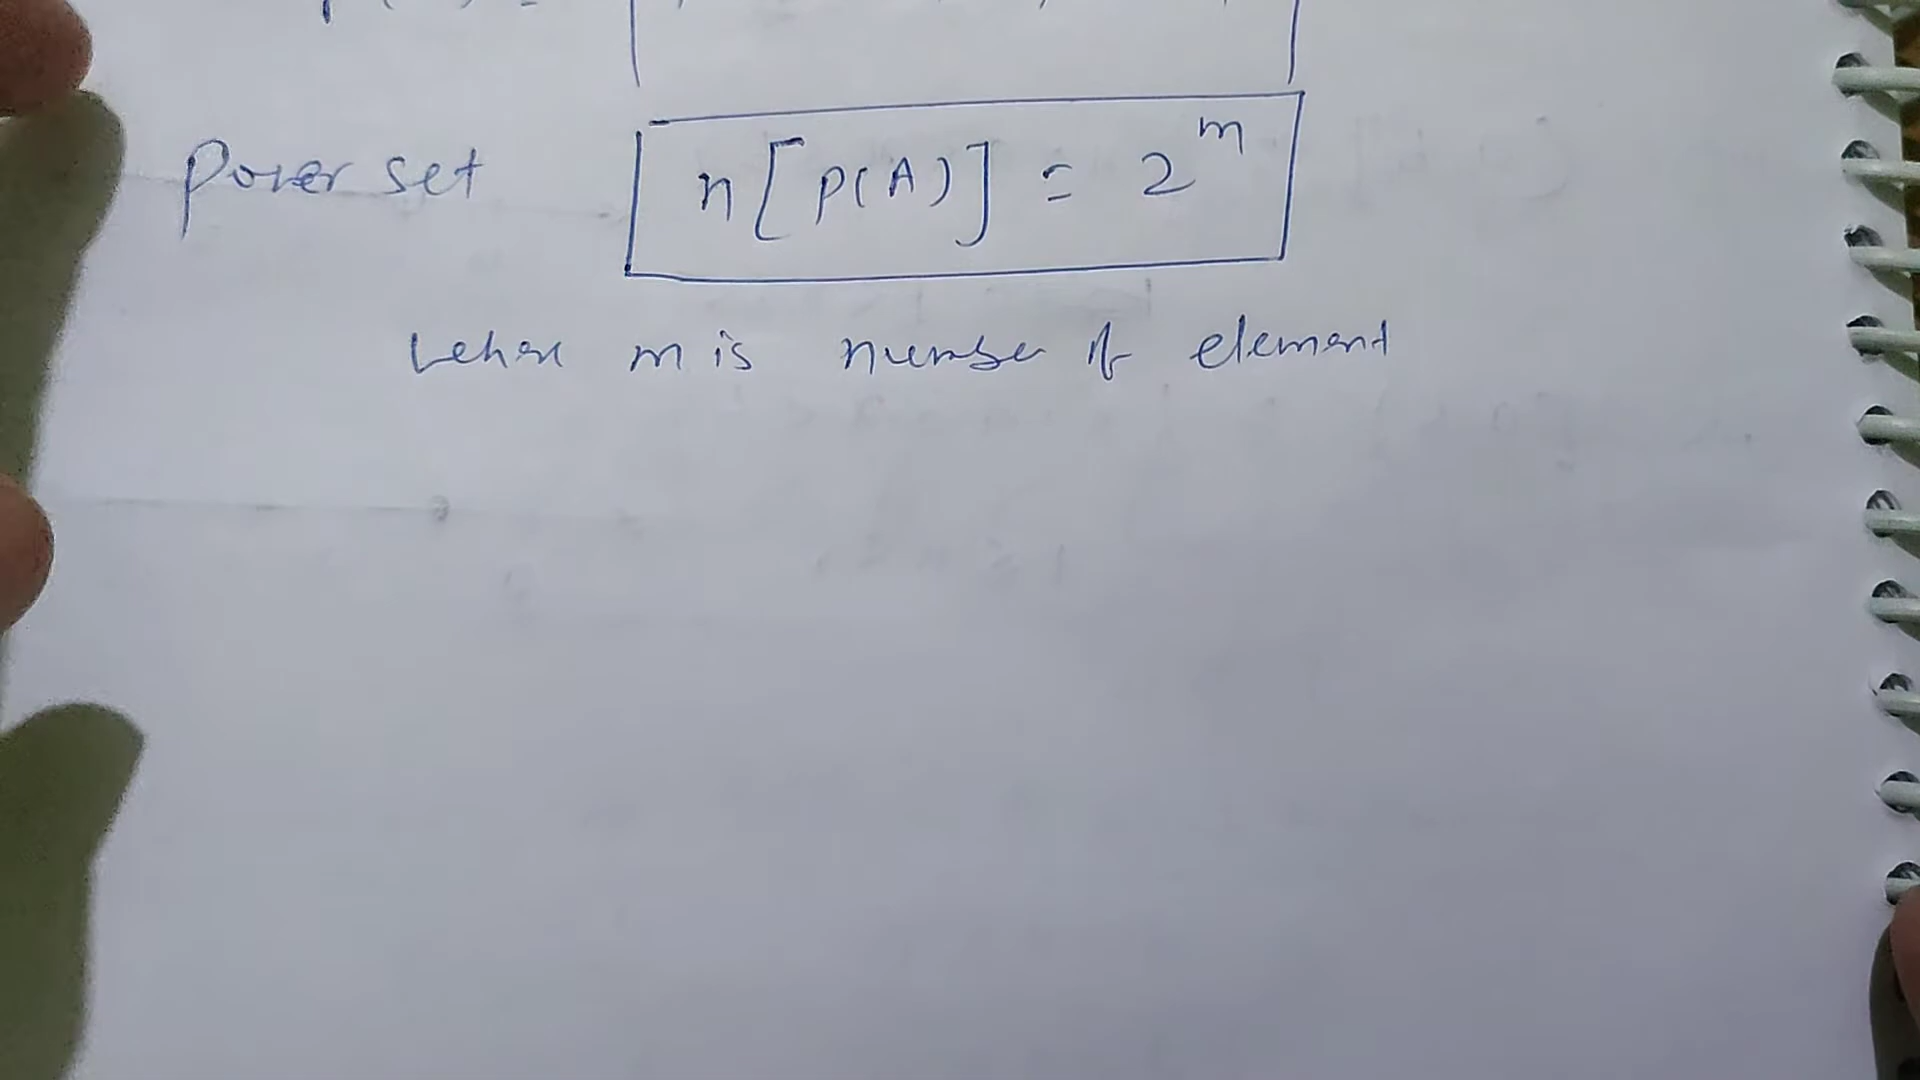 Power set n[P(A)] = 2^m
where m is number of element